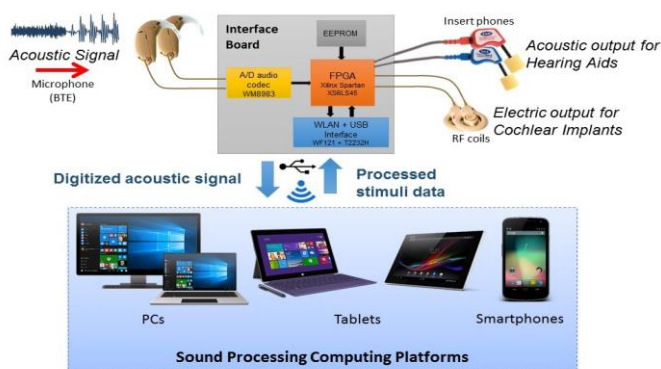 Acoustic Signal
Microphone
(BTE)
Interface
Board
EEPROM
A/D audio
codec
WM8983
FPGA
Xilinx Spartan
XS6LS45
WLAN + USB
Interface
WF121 + T2232H
Insert phones
Acoustic output for
Hearing Aids
Electric output for
Cochlear Implants
RF coils
Digitized acoustic signal
Processed
stimuli data
PCs
Tablets
Smartphones
Sound Processing Computing Platforms